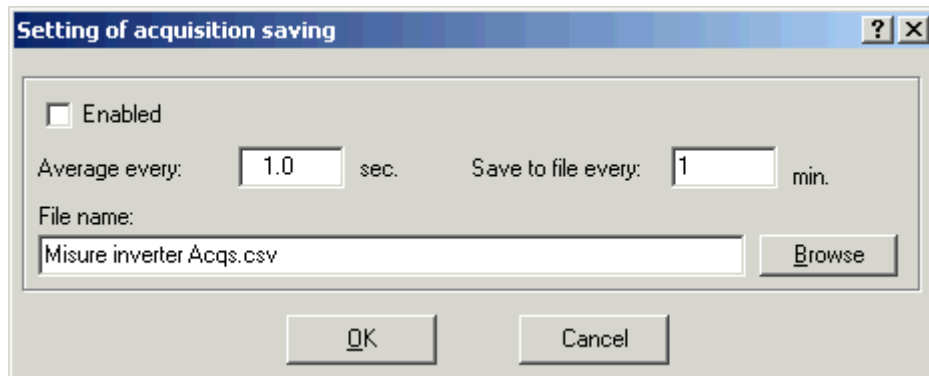 Setting of acquisition saving
Enabled
Average every: 1.0 sec. Save to file every: 1 min.
File name:
Misure inverter Acqs.csv Browse
OK Cancel